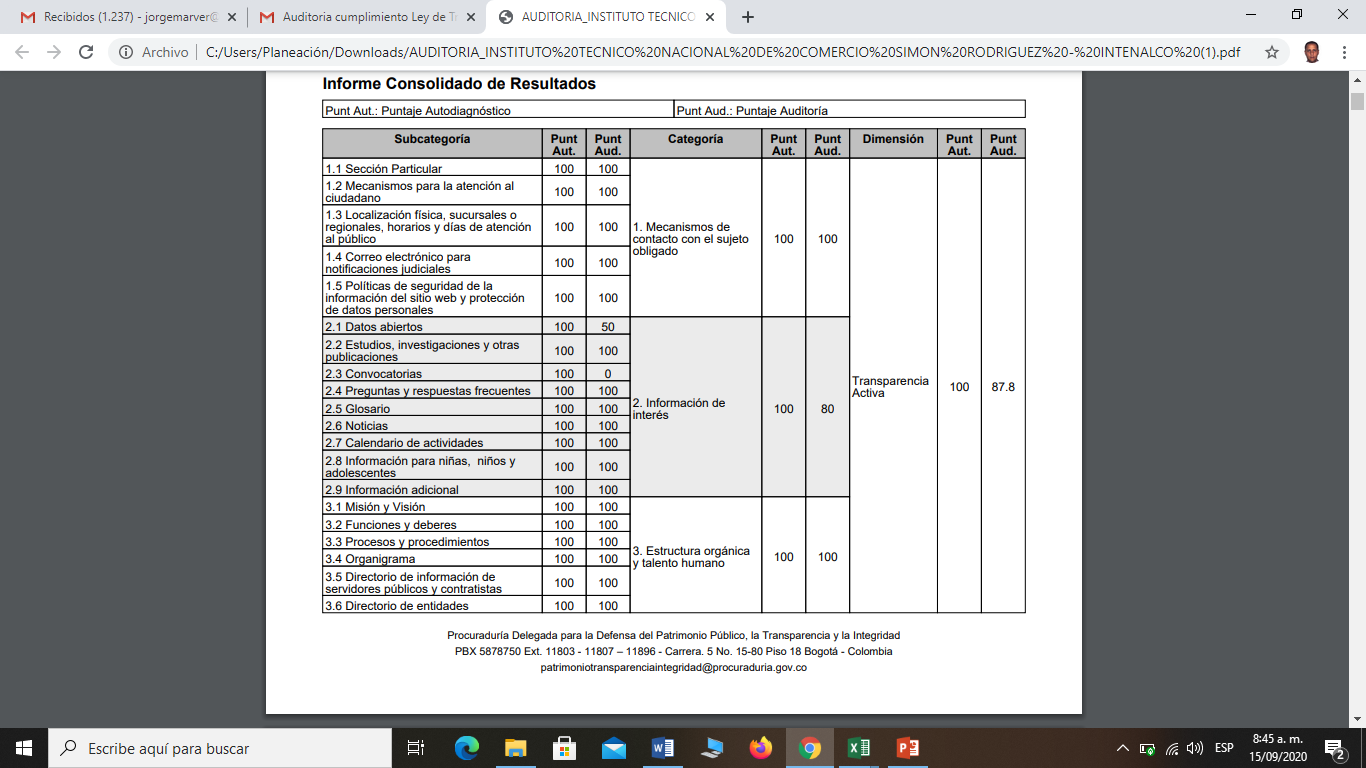 Recibidos (1.237) - jorgemarver@
Auditoria cumplimiento Ley de Tr
AUDITORIA_INSTITUTO TECNICO
Archivo
C:/Users/Planeación/Downloads/AUDITORIA_INSTITUTO%20TECNICO%20NACIONAL%20DE%20COMERCIO%20SIMON%20RODRIGUEZ%20-%20INTENALCO%20(1).pdf
Informe Consolidado de Resultados
Punt Aut.: Puntaje Autodiagnóstico Punt Aud.: Puntaje Auditoría
Subcategoría Punt Punt Categoría Punt Punt Dimensión Punt Punt
Aut. Aud. Aut. Aud. Aut. Aud.
1.1 Sección Particular 100 100
1.2 Mecanismos para la atención al
ciudadano
100 100
1.3 Localización física, sucursales o
regionales, horarios y días de atención
al público
100 100
1.4 Correo electrónico para
notificaciones judiciales
100 100
1.5 Políticas de seguridad de la
información del sitio web y protección
de datos personales
100 100
1. Mecanismos de
contacto con el sujeto
obligado
100 100
2.1 Datos abiertos 100 50
2.2 Estudios, investigaciones y otras
publicaciones
100 100
2.3 Convocatorias 100 0
2.4 Preguntas y respuestas frecuentes 100 100
2.5 Glosario 100 100
2.6 Noticias 100 100
2.7 Calendario de actividades 100 100
2.8 Información para niñas, niños y
adolescentes
100 100
2.9 Información adicional 100 100
2. Información de
interés
100 80
3.1 Misión y Visión 100 100
3.2 Funciones y deberes 100 100
3.3 Procesos y procedimientos 100 100
3.4 Organigrama 100 100
3.5 Directorio de información de
servidores públicos y contratistas
100 100
3.6 Directorio de entidades 100 100
3. Estructura orgánica
y talento humano
100 100
Transparencia
Activa
100 87.8
Procuraduría Delegada para la Defensa del Patrimonio Público, la Transparencia y la Integridad
PBX 5878750 Ext. 11803 - 11807 – 11896 - Carrera. 5 No. 15-80 Piso 18 Bogotá - Colombia
patrimoniotransparenciaintegridad@procuraduria.gov.co
Escribe aquí para buscar
ESP
8:45 a. m.
15/09/2020
2